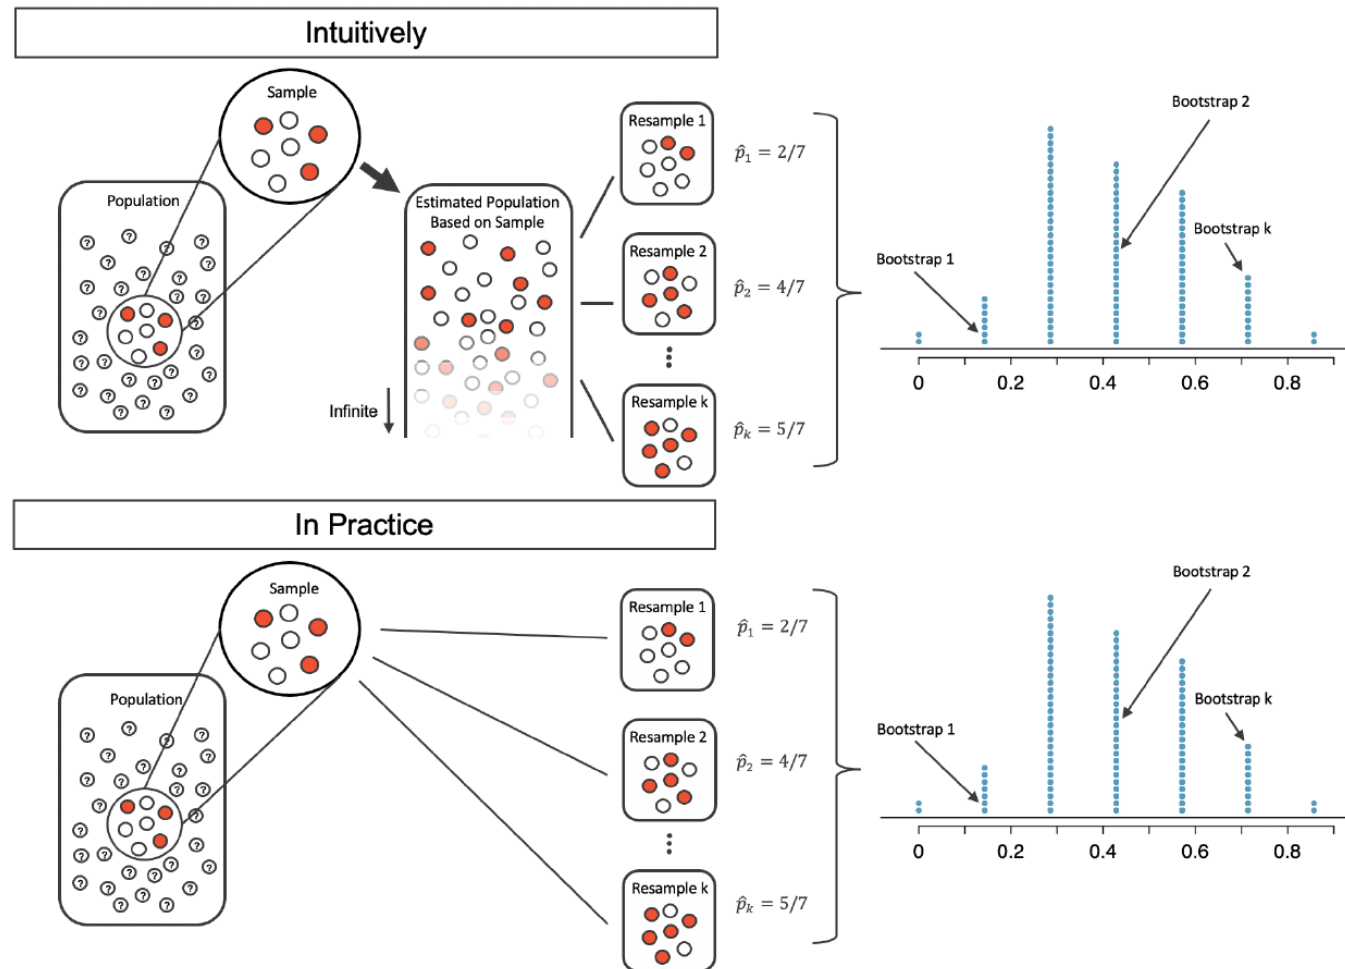 Intuitively
Sample
Population
?
Estimated Population
Based on Sample
Infinite
Resample 1
p̂₁ = 2/7
Resample 2
p̂₂ = 4/7
Resample k
p̂ₖ = 5/7
Bootstrap 1
Bootstrap 2
Bootstrap k
0 0.2 0.4 0.6 0.8
In Practice
Sample
Population
?
Resample 1
p̂₁ = 2/7
Resample 2
p̂₂ = 4/7
Resample k
p̂ₖ = 5/7
Bootstrap 1
Bootstrap 2
Bootstrap k
0 0.2 0.4 0.6 0.8